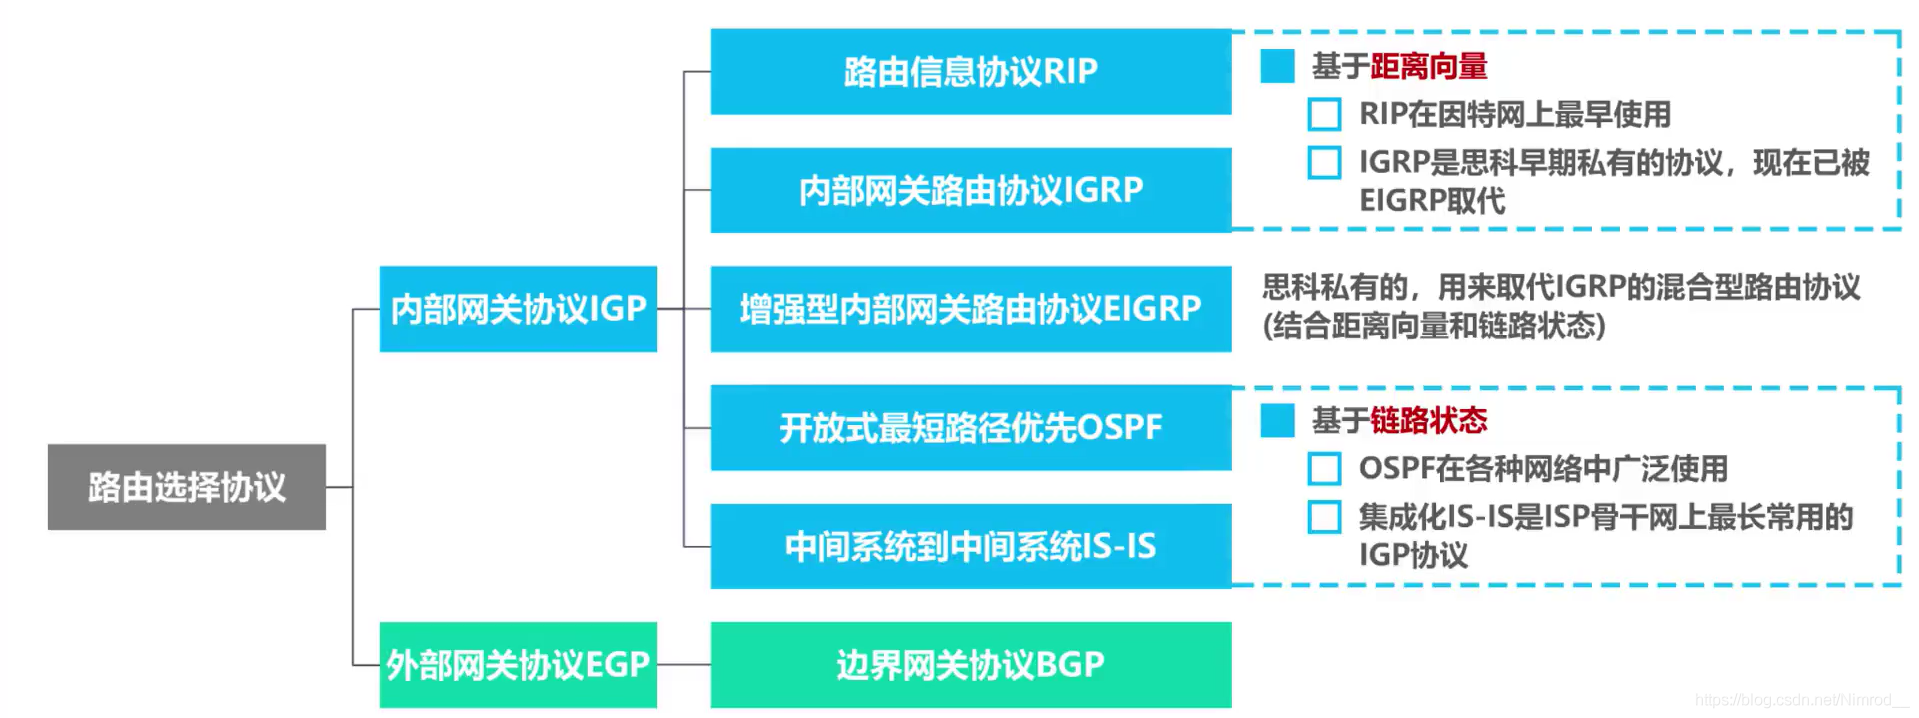 路由信息协议RIP
基于距离向量
RIP在因特网上最早使用
IGRP是思科早期私有的协议，现在已被
EIGRP取代
内部网关路由协议IGRP
内部网关协议IGP
增强型内部网关路由协议EIGRP
思科私有的，用来取代IGRP的混合型路由协议
(结合距离向量和链路状态)
开放式最短路径优先OSPF
基于链路状态
OSPF在各种网络中广泛使用
集成化IS-IS是ISP骨干网上最长常用的
IGP协议
路由选择协议
中间系统到中间系统IS-IS
外部网关协议EGP
边界网关协议BGP
https://blog.csdn.net/Nimrod__